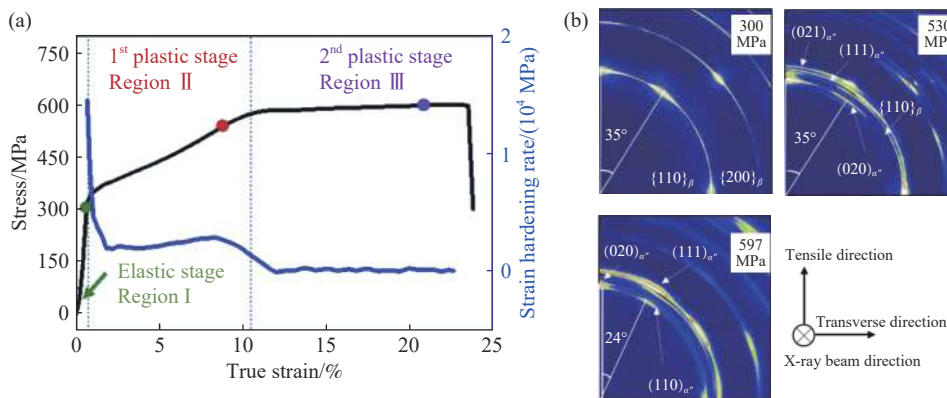 (a)
Stress/MPa
750
600
450
300
150
0
1st plastic stage
Region Ⅱ
2nd plastic stage
Region Ⅲ
Elastic stage
Region Ⅰ
0
5
10
15
20
25
True strain/%
2
1
0
Strain hardening rate/(10⁴ MPa)
(b)
300
MPa
35°
{110}β
{200}β
530
(021)α″
(111)α″
35°
{110}β
(020)α″
597
MPa
(020)α″
(111)α″
24°
(110)α″
Tensile direction
Transverse direction
X-ray beam direction